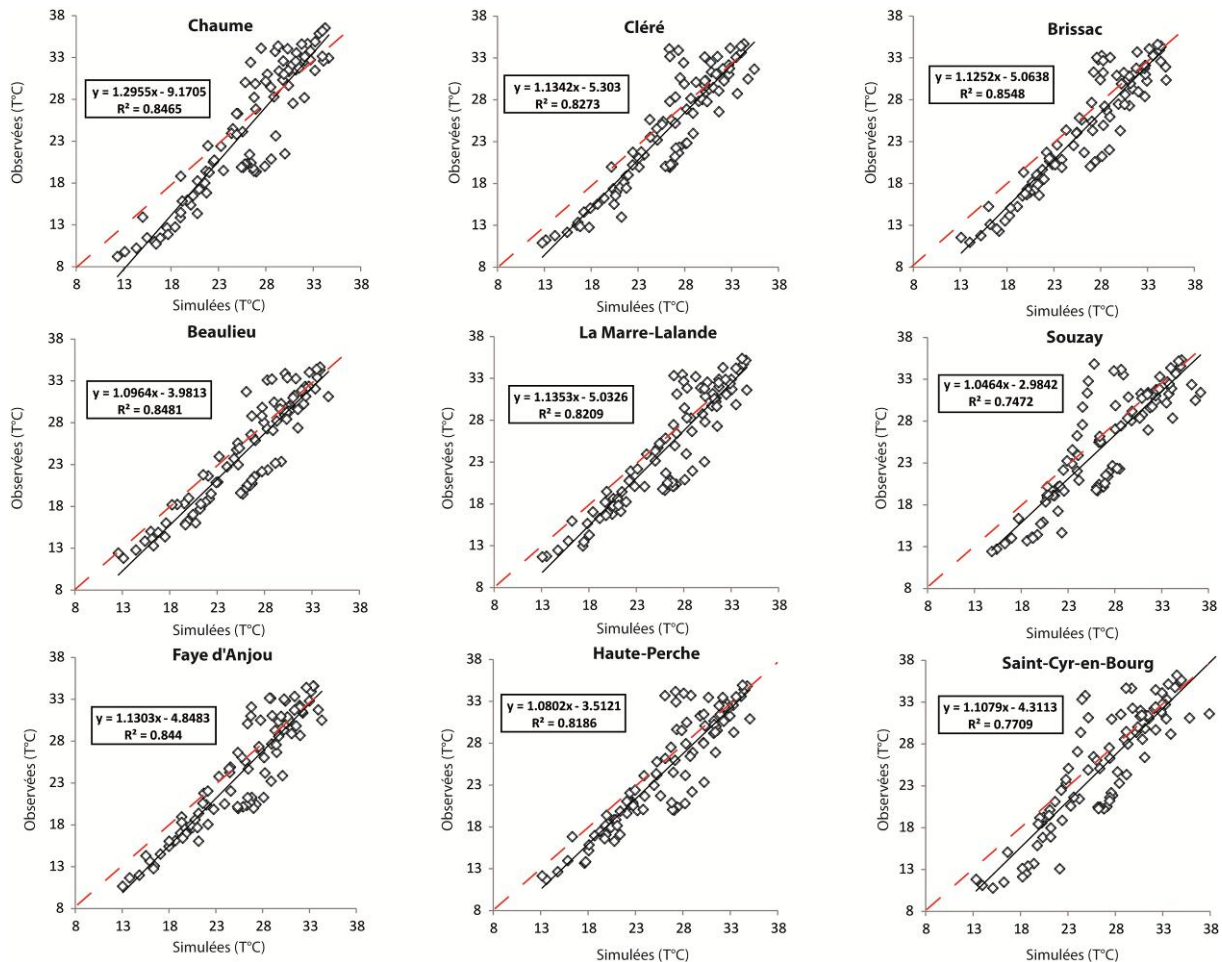 Chaume
38
33
28
23
18
13
8
Observées (T°C)
y = 1.2955x - 9.1705
R² = 0.8465
8 13 18 23 28 33 38
Simulées (T°C)
Cléré
38
33
28
23
18
13
8
Observées (T°C)
y = 1.1342x - 5.303
R² = 0.8273
8 13 18 23 28 33 38
Simulées (T°C)
Brissac
38
33
28
23
18
13
8
Observées (T°C)
y = 1.1252x - 5.0638
R² = 0.8548
8 13 18 23 28 33 38
Simulées (T°C)
Beaulieu
38
33
28
23
18
13
8
Observées (T°C)
y = 1.0964x - 3.9813
R² = 0.8481
8 13 18 23 28 33 38
Simulées (T°C)
La Marre-Lalande
38
33
28
23
18
13
8
Observées (T°C)
y = 1.1353x - 5.0326
R² = 0.8209
8 13 18 23 28 33 38
Simulées (T°C)
Souzay
38
33
28
23
18
13
8
Observées (T°C)
y = 1.0464x - 2.9842
R² = 0.7472
8 13 18 23 28 33 38
Simulées (T°C)
Faye d'Anjou
38
33
28
23
18
13
8
Observées (T°C)
y = 1.1303x - 4.8483
R² = 0.844
8 13 18 23 28 33 38
Simulées (T°C)
Haute-Perche
38
33
28
23
18
13
8
Observées (T°C)
y = 1.0802x - 3.5121
R² = 0.8186
8 13 18 23 28 33 38
Simulées (T°C)
Saint-Cyr-en-Bourg
38
33
28
23
18
13
8
Observées (T°C)
y = 1.1079x - 4.3113
R² = 0.7709
8 13 18 23 28 33 38
Simulées (T°C)